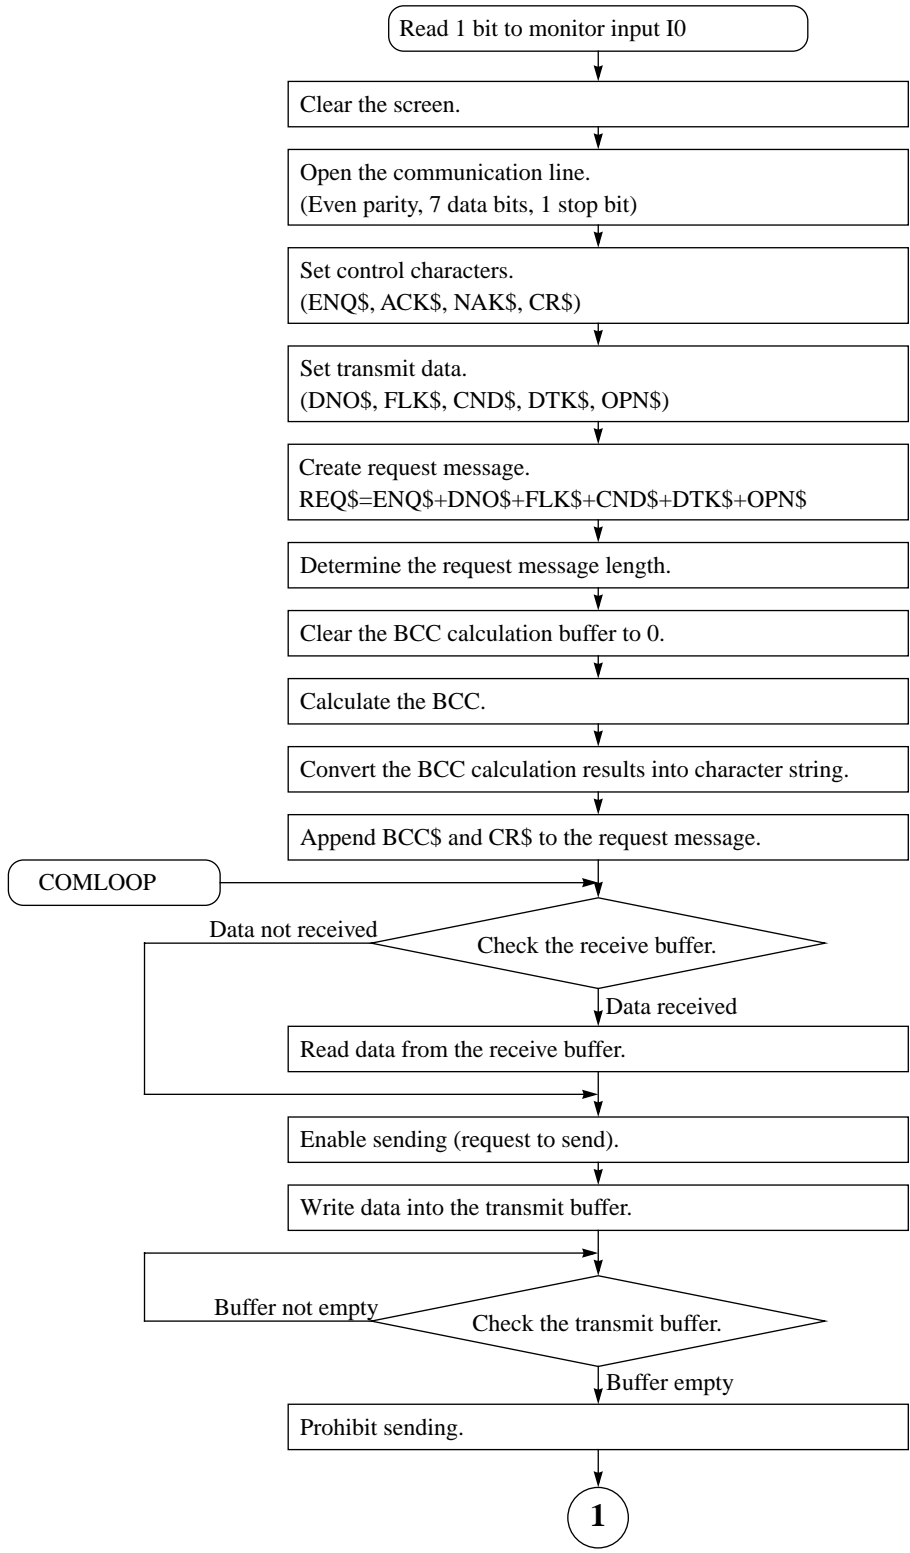 Read 1 bit to monitor input I0
Clear the screen.
Open the communication line.
(Even parity, 7 data bits, 1 stop bit)
Set control characters.
(ENQ$, ACK$, NAK$, CR$)
Set transmit data.
(DNO$, FLK$, CND$, DTK$, OPN$)
Create request message.
REQ$=ENQ$+DNO$+FLK$+CND$+DTK$+OPN$
Determine the request message length.
Clear the BCC calculation buffer to 0.
Calculate the BCC.
Convert the BCC calculation results into character string.
Append BCC$ and CR$ to the request message.
COMLOOP
Data not received
Check the receive buffer.
Data received
Read data from the receive buffer.
Enable sending (request to send).
Write data into the transmit buffer.
Buffer not empty
Check the transmit buffer.
Buffer empty
Prohibit sending.
1